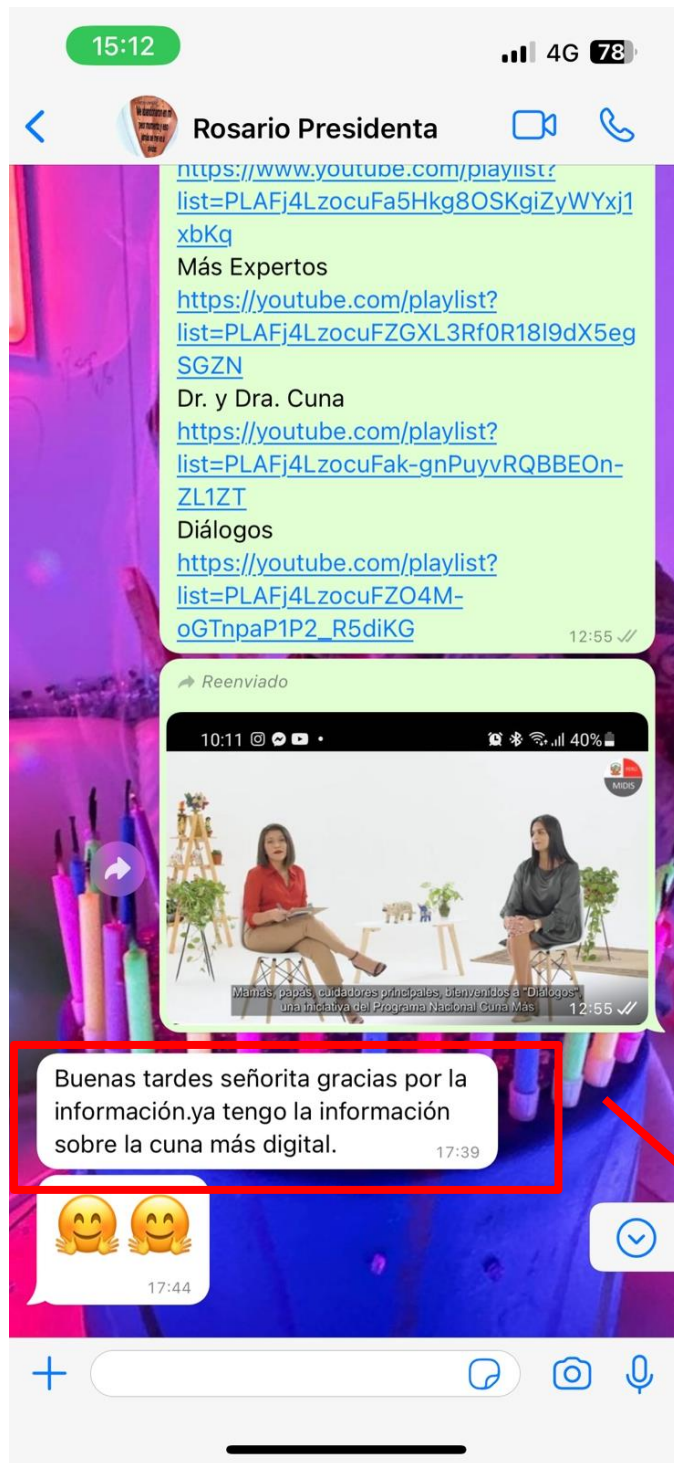 15:12
4G 78
Rosario Presidenta
https://www.youtube.com/playlist?
list=PLAFj4LzocuFa5Hkg8OSKgiZyWYxj1
xbKq
Más Expertos
https://youtube.com/playlist?
list=PLAFj4LzocuFZGXL3Rf0R18l9dX5eg
SGZN
Dr. y Dra. Cuna
https://youtube.com/playlist?
list=PLAFj4LzocuFak-gnPuyvRQBBEOn-
ZL1ZT
Diálogos
https://youtube.com/playlist?
list=PLAFj4LzocuFZO4M-
oGTnpaP1P2_R5diKG
12:55
Reenviado
10:11
40%
MIDIS
Mamás, papás, cuidadores principales, bienvenidos a "Diálogos",
una iniciativa del Programa Nacional Cuna Más
12:55
Buenas tardes señorita gracias por la
información.ya tengo la información
sobre la cuna más digital.
17:39
17:44